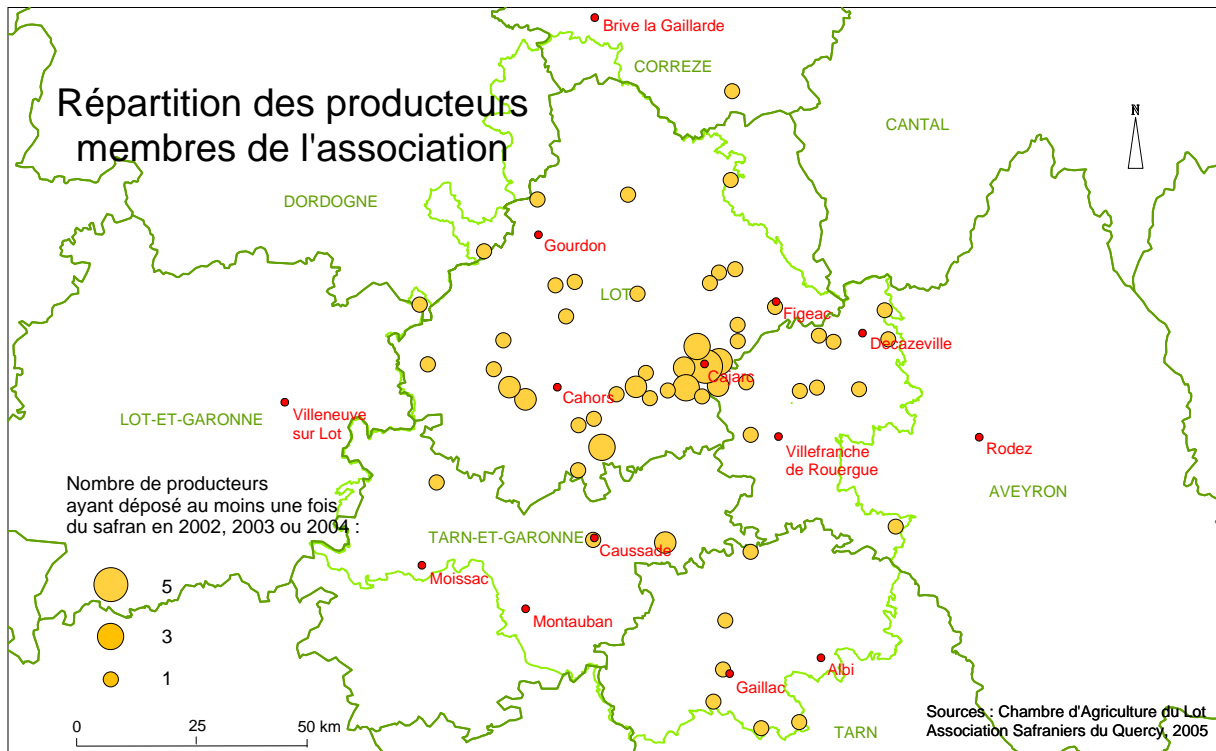 Brive la Gaillarde
CORREZE
Répartition des producteurs
membres de l'association
CANTAL
N
DORDOGNE
Gourdon
LOT
Figeac
Decazeville
Cajarc
Cahors
LOT-ET-GARONNE
Villeneuve
sur Lot
Villefranche
de Rouergue
Rodez
AVEYRON
Nombre de producteurs
ayant déposé au moins une fois
du safran en 2002, 2003 ou 2004 :
TARN-ET-GARONNE
Caussade
Moissac
5
Montauban
3
Albi
1
Gaillac
Sources : Chambre d'Agriculture du Lot
Association Safraniers du Quercy, 2005
TARN
0 25 50 km